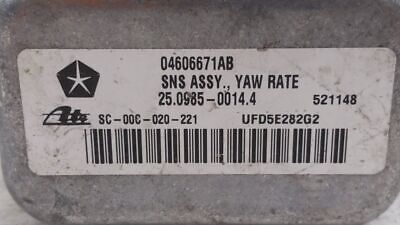 04606671AB
SNS ASSY., YAW RATE
25.0985-0014.4 521148
Ate SC-00C-020-221 UFD5E282G2